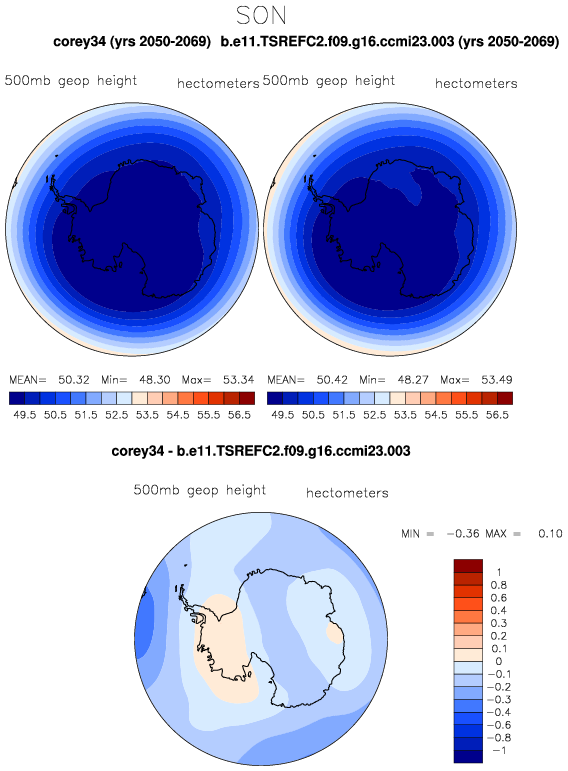 SON
corey34 (yrs 2050-2069) b.e11.TSREFC2.f09.g16.ccmi23.003 (yrs 2050-2069)
500mb geop height hectometers 500mb geop height hectometers
MEAN= 50.32 Min= 48.30 Max= 53.34 MEAN= 50.42 Min= 48.27 Max= 53.49
49.5 50.5 51.5 52.5 53.5 54.5 55.5 56.5 49.5 50.5 51.5 52.5 53.5 54.5 55.5 56.5
corey34 - b.e11.TSREFC2.f09.g16.ccmi23.003
500mb geop height hectometers
MIN = -0.36 MAX = 0.10
1
0.8
0.6
0.4
0.3
0.2
0.1
0
-0.1
-0.2
-0.3
-0.4
-0.6
-0.8
-1